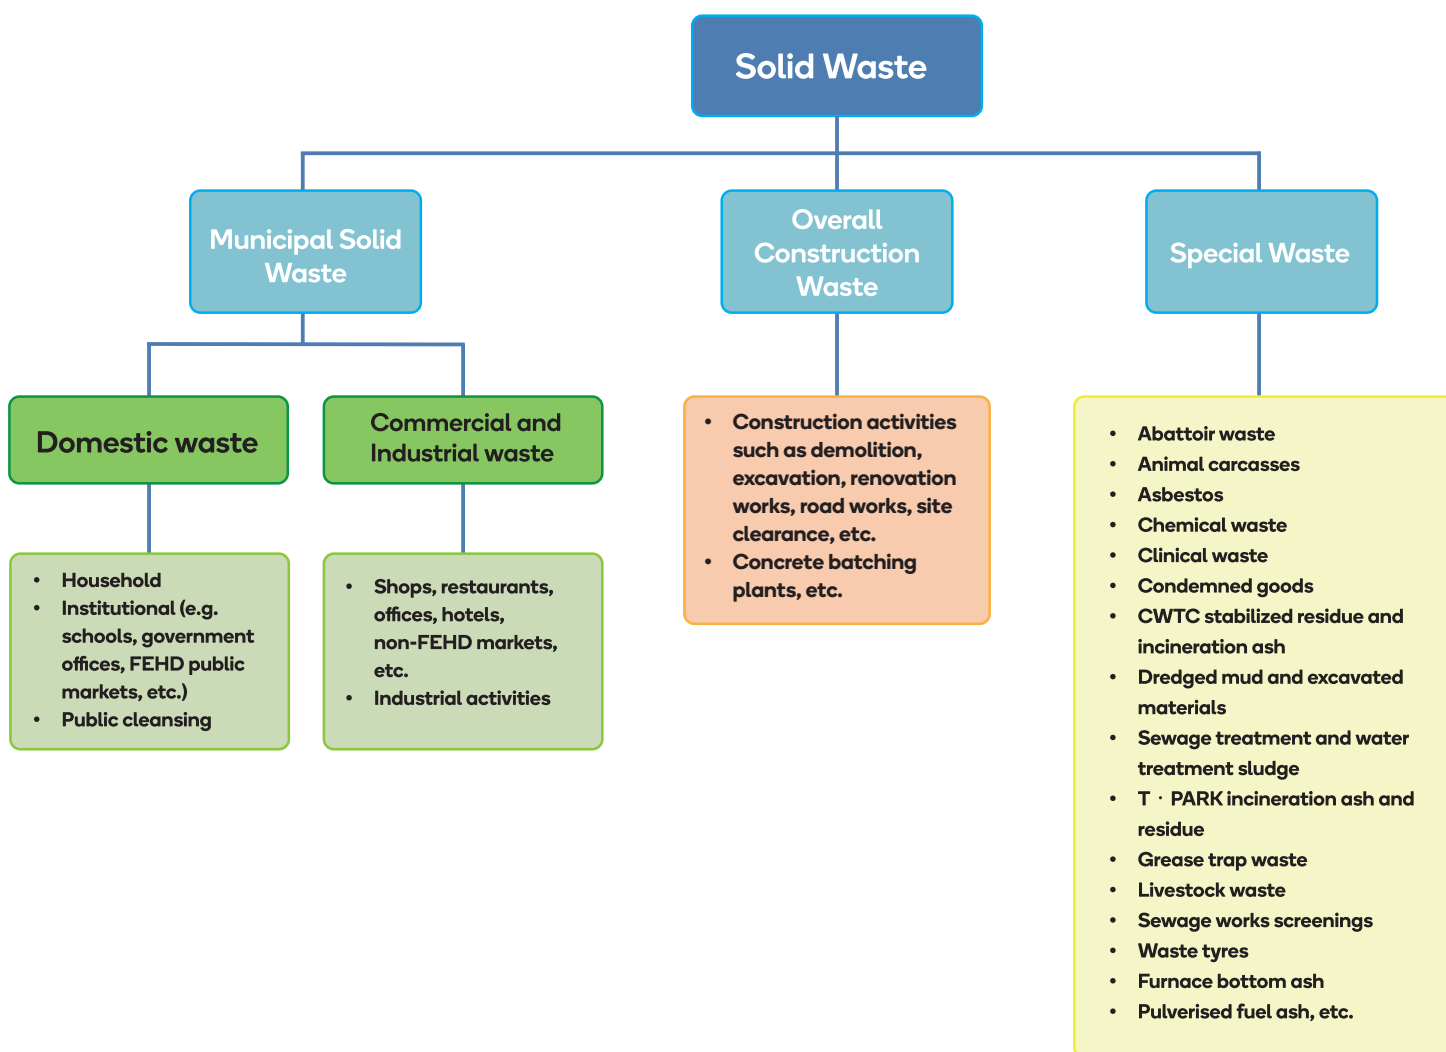 Solid Waste
Municipal Solid
Waste
Overall
Construction
Waste
Special Waste
Domestic waste
Commercial and
Industrial waste
• Household
• Institutional (e.g.
schools, government
offices, FEHD public
markets, etc.)
• Public cleansing
• Shops, restaurants,
offices, hotels,
non-FEHD markets,
etc.
• Industrial activities
• Construction activities
such as demolition,
excavation, renovation
works, road works, site
clearance, etc.
• Concrete batching
plants, etc.
• Abattoir waste
• Animal carcasses
• Asbestos
• Chemical waste
• Clinical waste
• Condemned goods
• CWTC stabilized residue and
incineration ash
• Dredged mud and excavated
materials
• Sewage treatment and water
treatment sludge
• T · PARK incineration ash and
residue
• Grease trap waste
• Livestock waste
• Sewage works screenings
• Waste tyres
• Furnace bottom ash
• Pulverised fuel ash, etc.